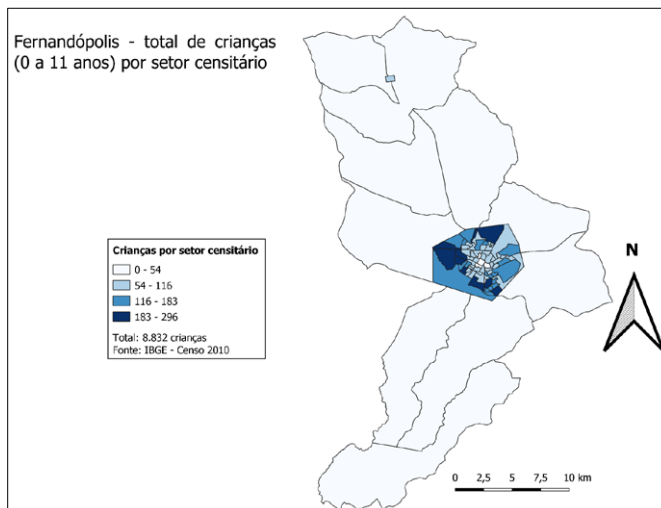 Fernandópolis - total de crianças
(0 a 11 anos) por setor censitário
Crianças por setor censitário
0 - 54
54 - 116
116 - 183
183 - 296
Total: 8.832 crianças
Fonte: IBGE - Censo 2010
N
0 2,5 5 7,5 10 km